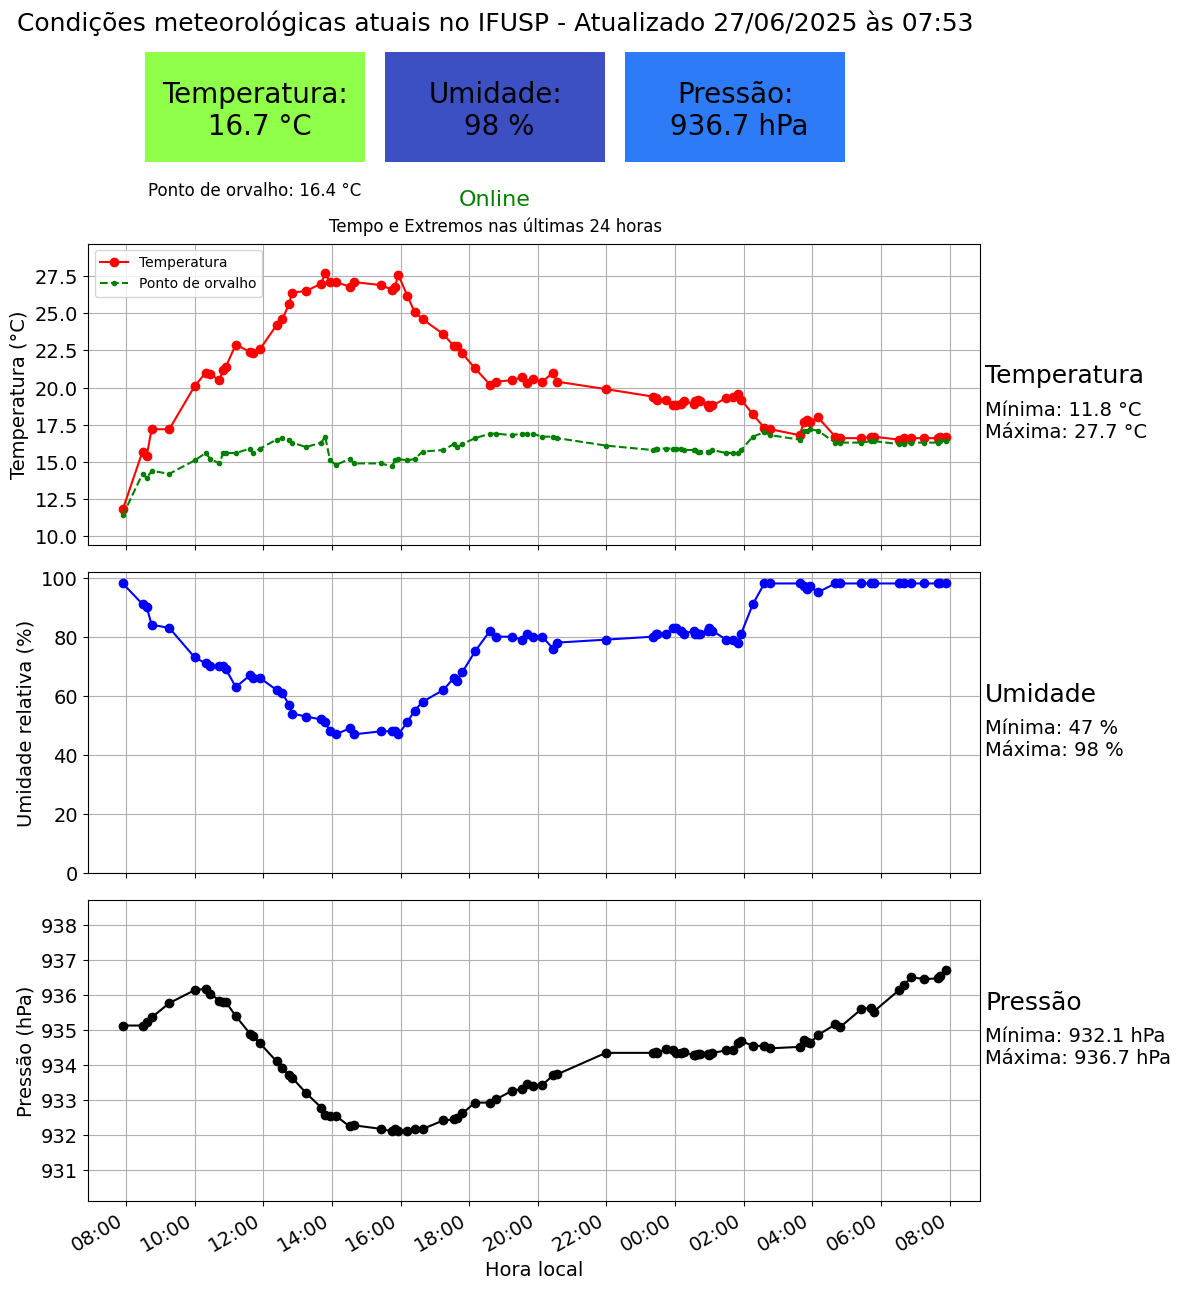 Condições meteorológicas atuais no IFUSP - Atualizado 27/06/2025 às 07:53
Temperatura:
16.7 °C
Umidade:
98 %
Pressão:
936.7 hPa
Ponto de orvalho: 16.4 °C
Online
Tempo e Extremos nas últimas 24 horas
Temperatura
Ponto de orvalho
Temperatura (°C)
27.5
25.0
22.5
20.0
17.5
15.0
12.5
10.0
Temperatura
Mínima: 11.8 °C
Máxima: 27.7 °C
Umidade relativa (%)
100
80
60
40
20
0
Umidade
Mínima: 47 %
Máxima: 98 %
Pressão (hPa)
938
937
936
935
934
933
932
931
Pressão
Mínima: 932.1 hPa
Máxima: 936.7 hPa
08:00 10:00 12:00 14:00 16:00 18:00 20:00 22:00 00:00 02:00 04:00 06:00 08:00
Hora local